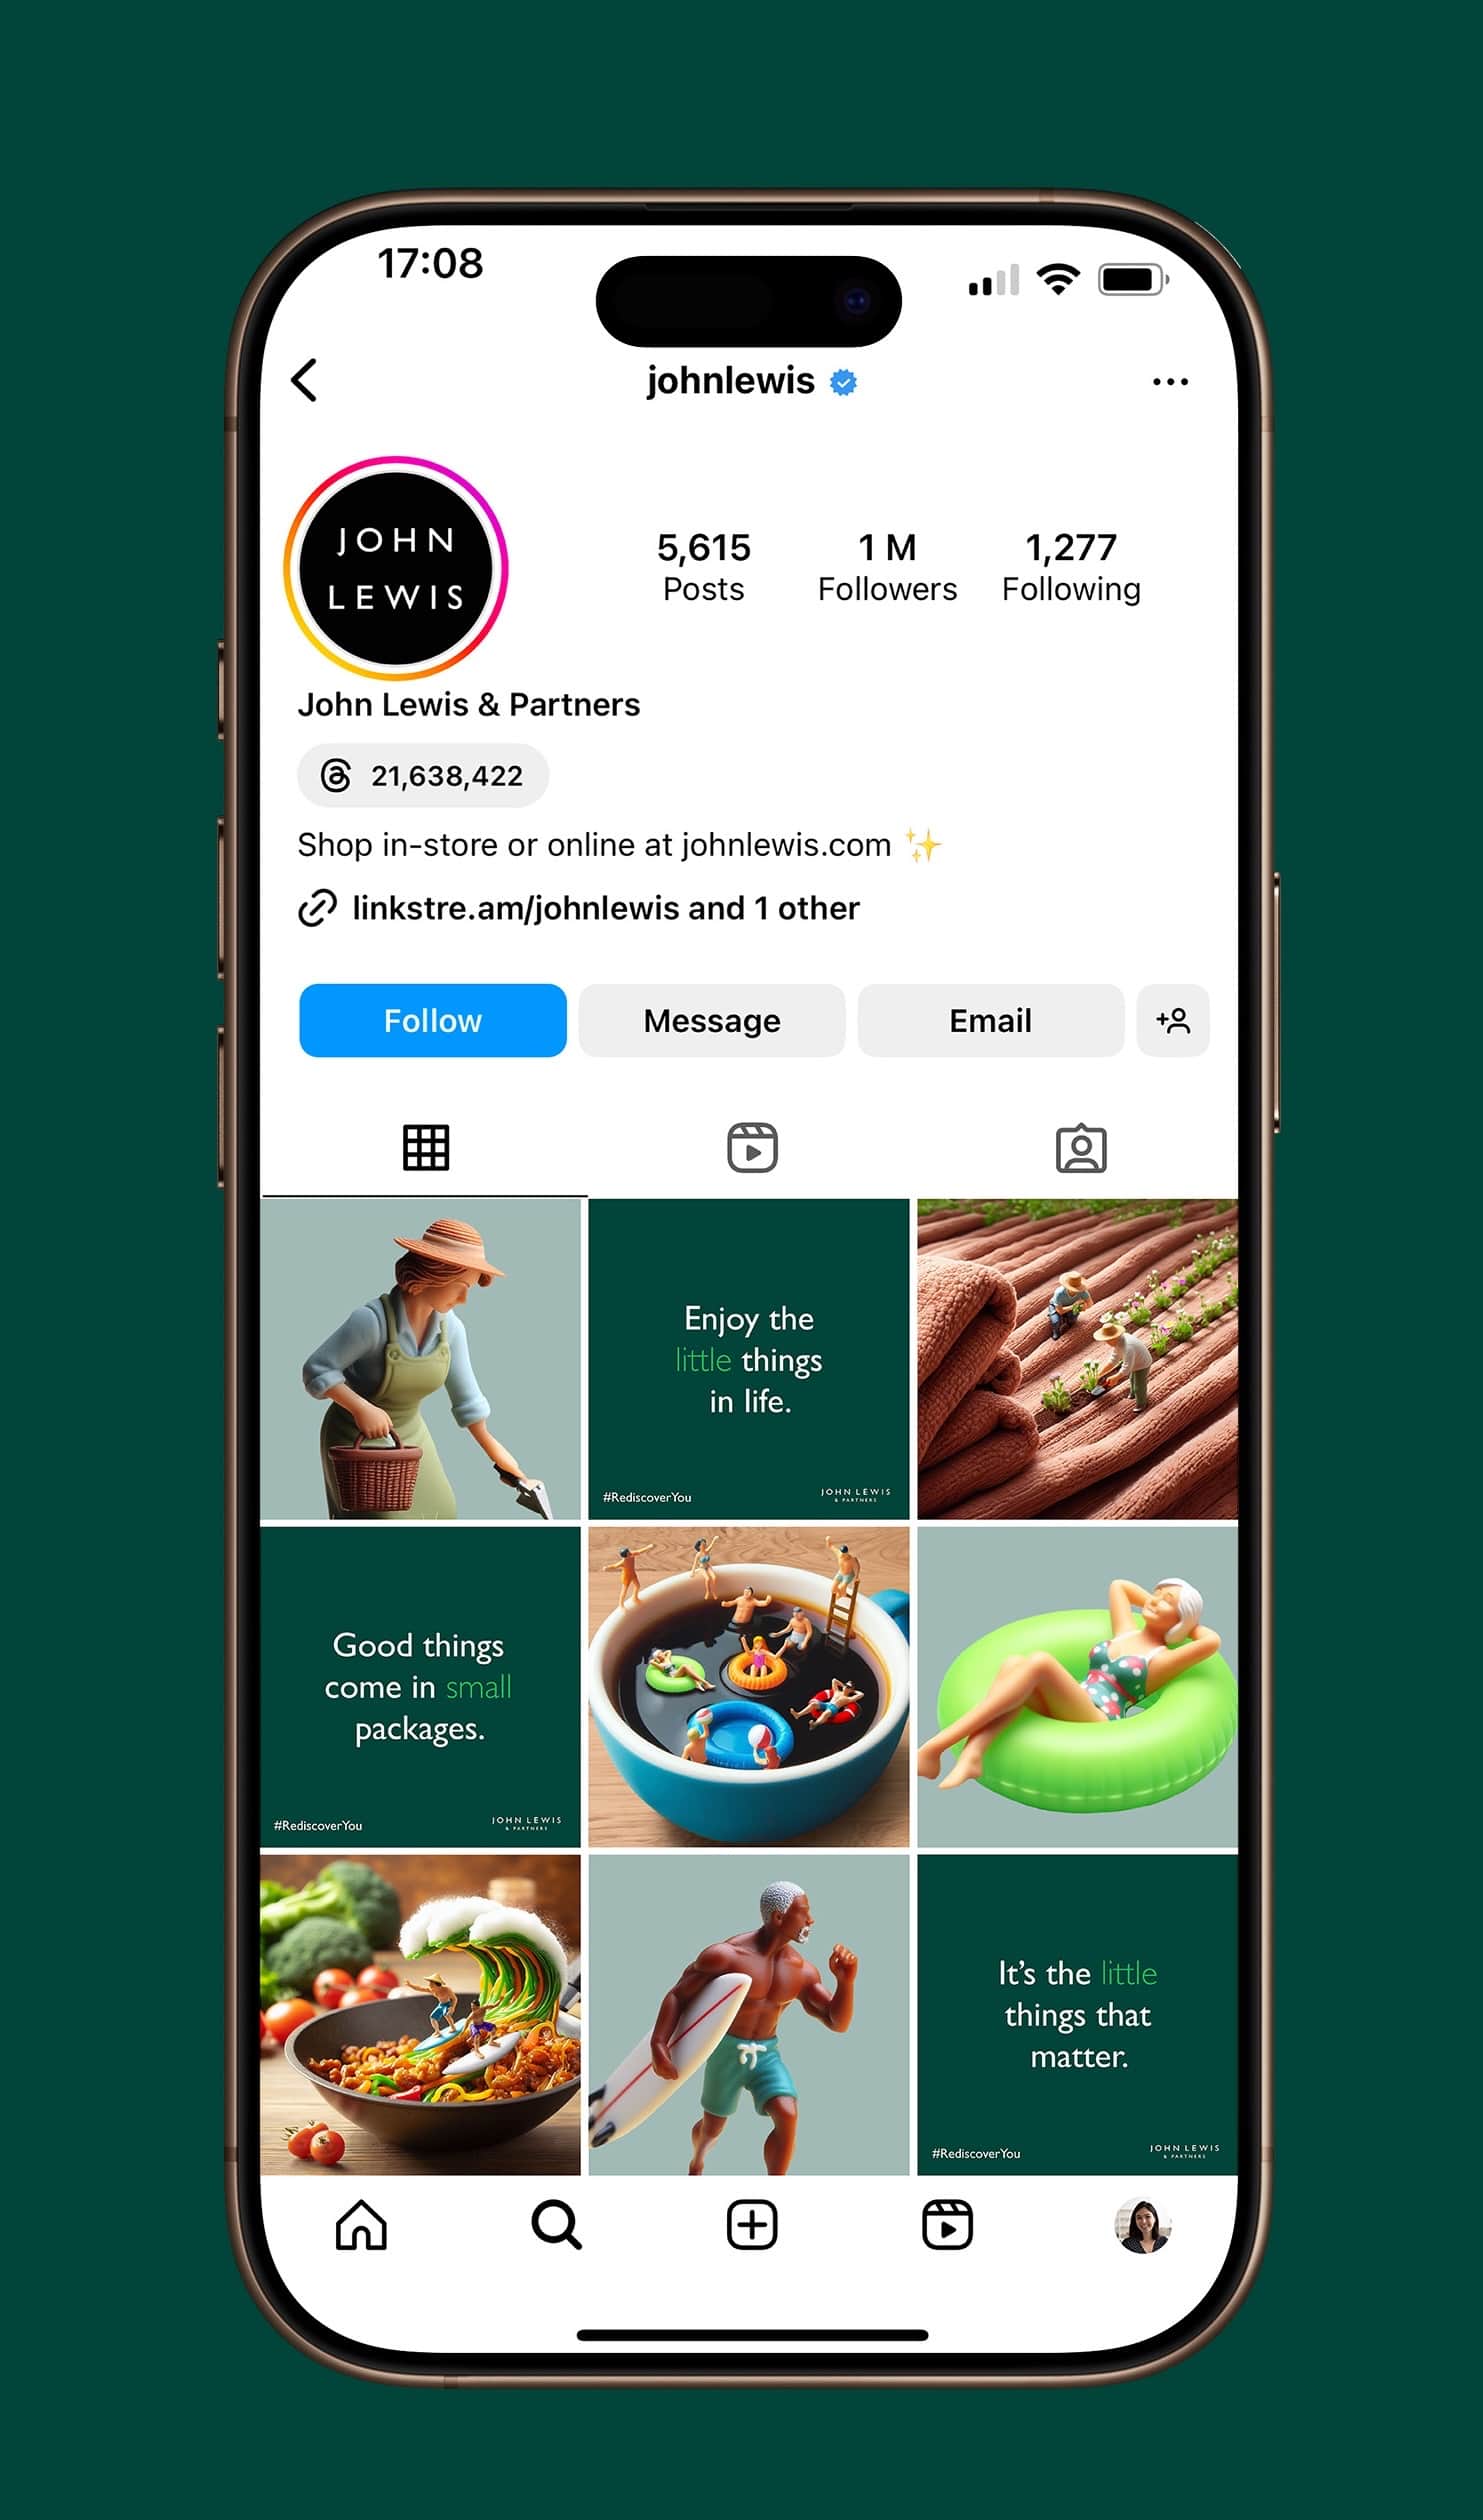 17:08
johnlewis
JOHN
LEWIS
5,615
Posts
1 M
Followers
1,277
Following
John Lewis & Partners
21,638,422
Shop in-store or online at johnlewis.com ✨
linkstre.am/johnlewis and 1 other
Follow
Message
Email
Enjoy the
little things
in life.
#RediscoverYou
JOHN LEWIS
& PARTNERS
Good things
come in small
packages.
#RediscoverYou
JOHN LEWIS
& PARTNERS
It's the little
things that
matter.
#RediscoverYou
JOHN LEWIS
& PARTNERS